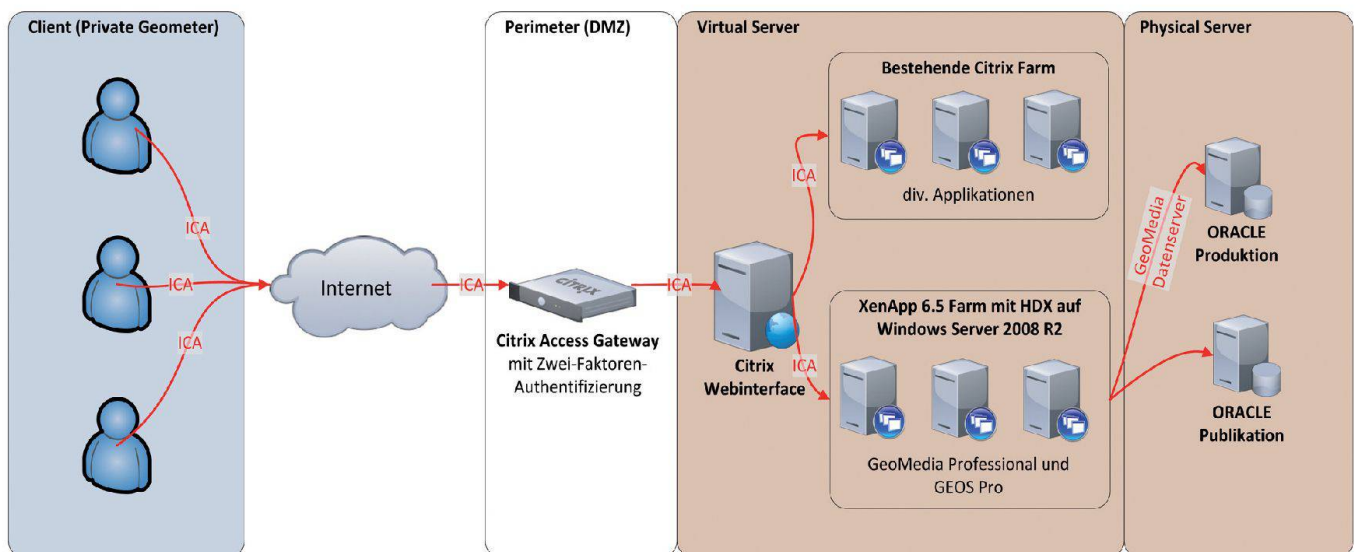 Client (Private Geometer)
ICA
ICA
ICA
Internet
ICA
Perimeter (DMZ)
CITRIX
Citrix Access Gateway
mit Zwei-Faktoren-
Authentifizierung
ICA
Virtual Server
Citrix
Webinterface
ICA
ICA
Bestehende Citrix Farm
div. Applikationen
XenApp 6.5 Farm mit HDX auf
Windows Server 2008 R2
GeoMedia Professional und
GEOS Pro
Physical Server
GeoMedia
Datenserver
ORACLE
Produktion
ORACLE
Publikation